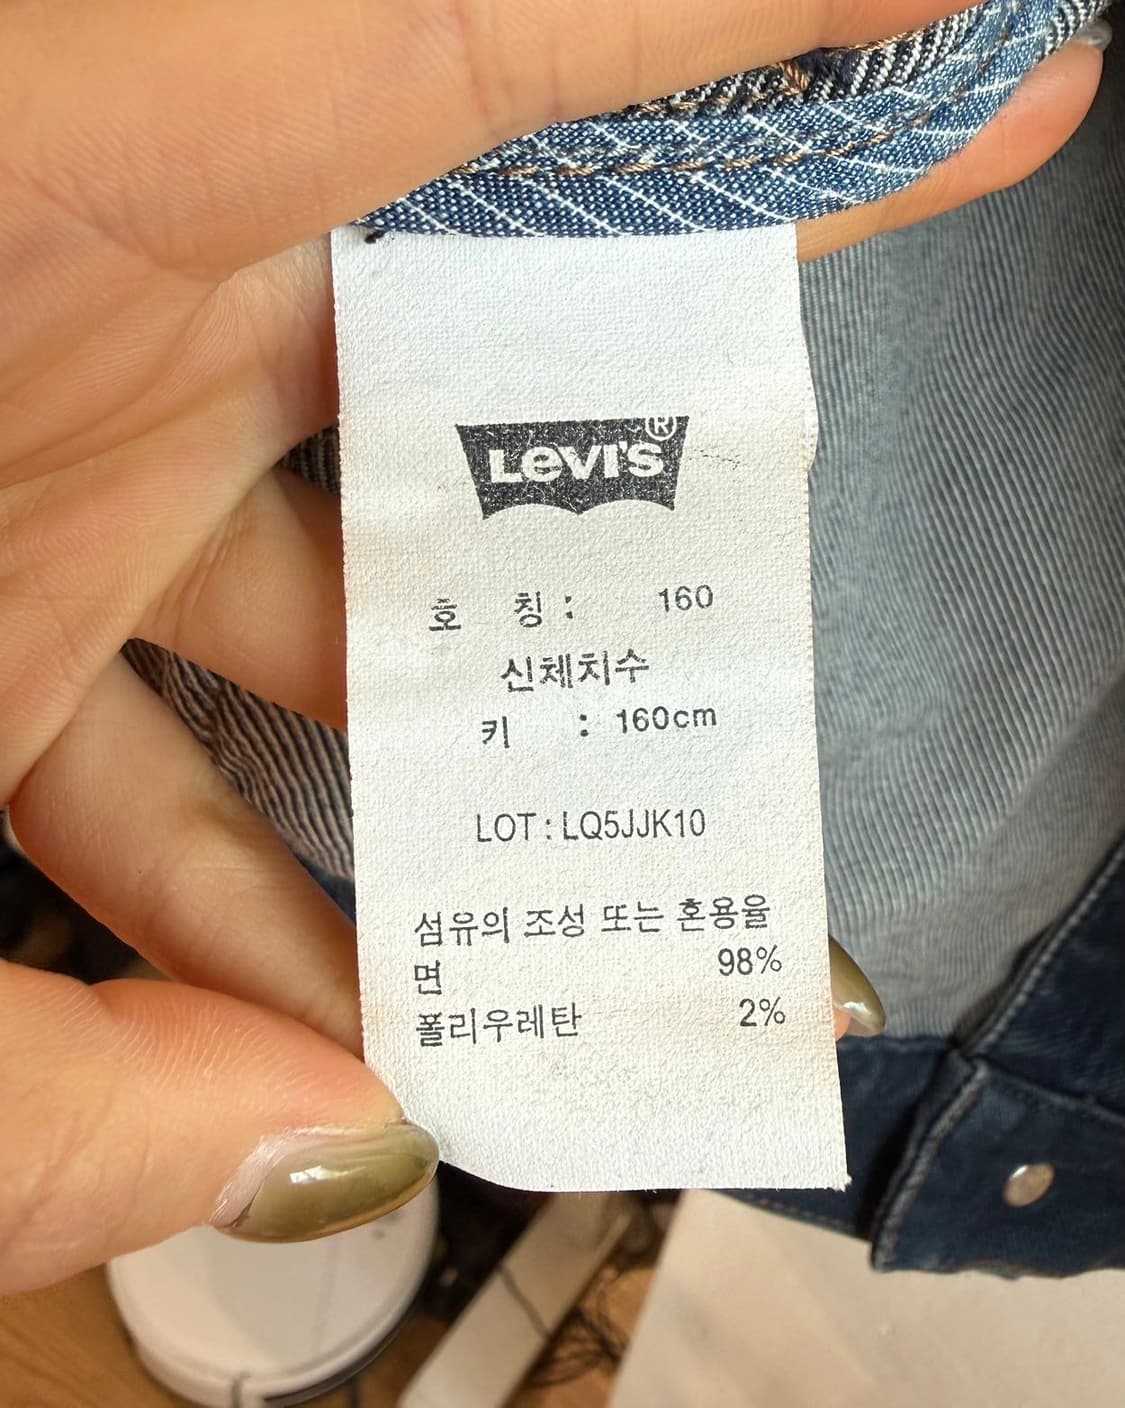 Levi's®
호 칭 : 160
신체치수
키 : 160cm
LOT : LQ5JJK10
섬유의 조성 또는 혼용율
면 98%
폴리우레탄 2%